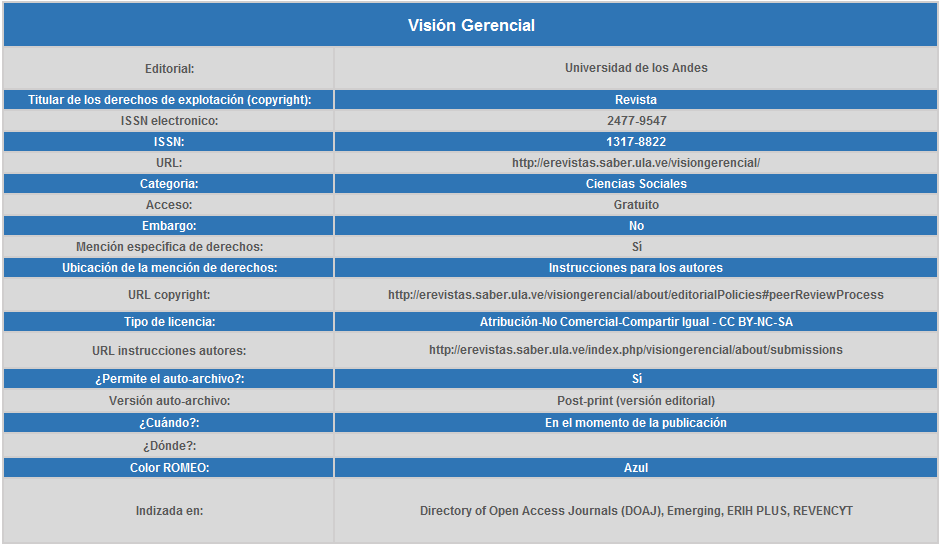 Visión Gerencial
Editorial: Universidad de los Andes
Titular de los derechos de explotación (copyright): Revista
ISSN electronico: 2477-9547
ISSN: 1317-8822
URL: http://erevistas.saber.ula.ve/visiongerencial/
Categoria: Ciencias Sociales
Acceso: Gratuito
Embargo: No
Mención específica de derechos: Sí
Ubicación de la mención de derechos: Instrucciones para los autores
URL copyright: http://erevistas.saber.ula.ve/visiongerencial/about/editorialPolicies#peerReviewProcess
Tipo de licencia: Atribución-No Comercial-Compartir Igual - CC BY-NC-SA
URL instrucciones autores: http://erevistas.saber.ula.ve/index.php/visiongerencial/about/submissions
¿Permite el auto-archivo?: Sí
Versión auto-archivo: Post-print (versión editorial)
¿Cuándo?: En el momento de la publicación
¿Dónde?:
Color ROMEO: Azul
Indizada en: Directory of Open Access Journals (DOAJ), Emerging, ERIH PLUS, REVENCYT